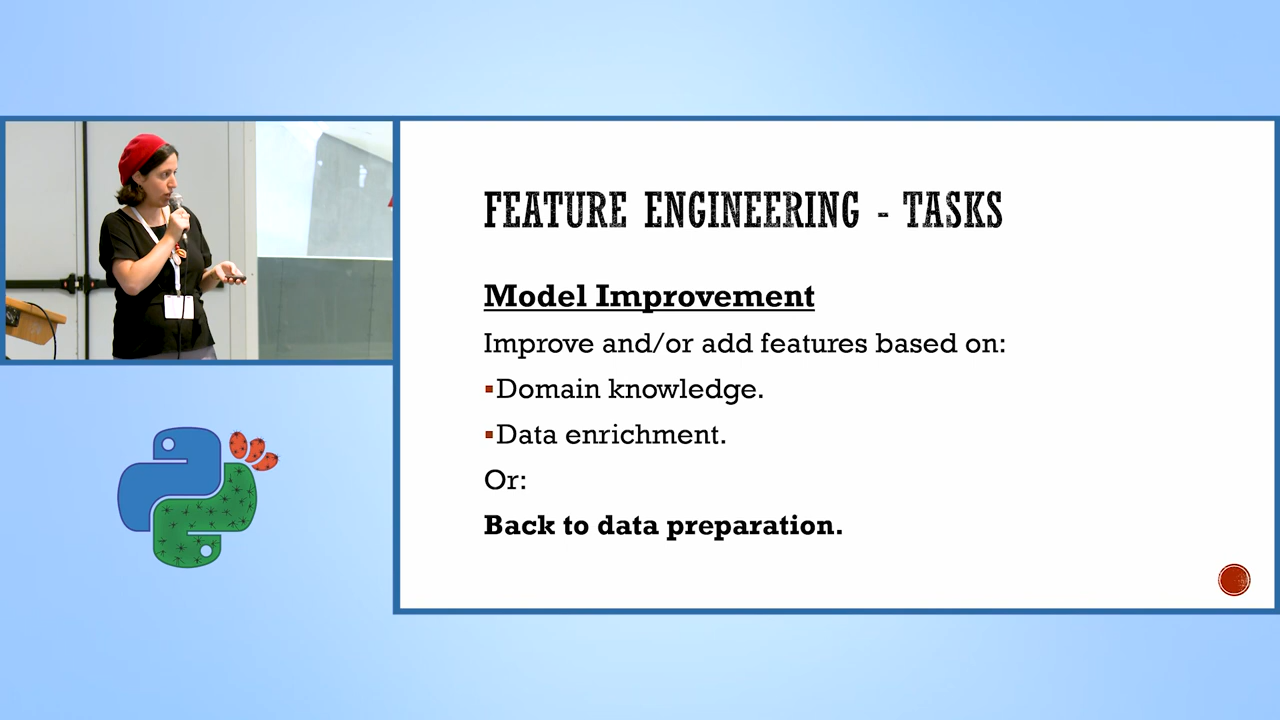 FEATURE ENGINEERING - TASKS
Model Improvement
Improve and/or add features based on:
▪Domain knowledge.
▪Data enrichment.
Or:
Back to data preparation.